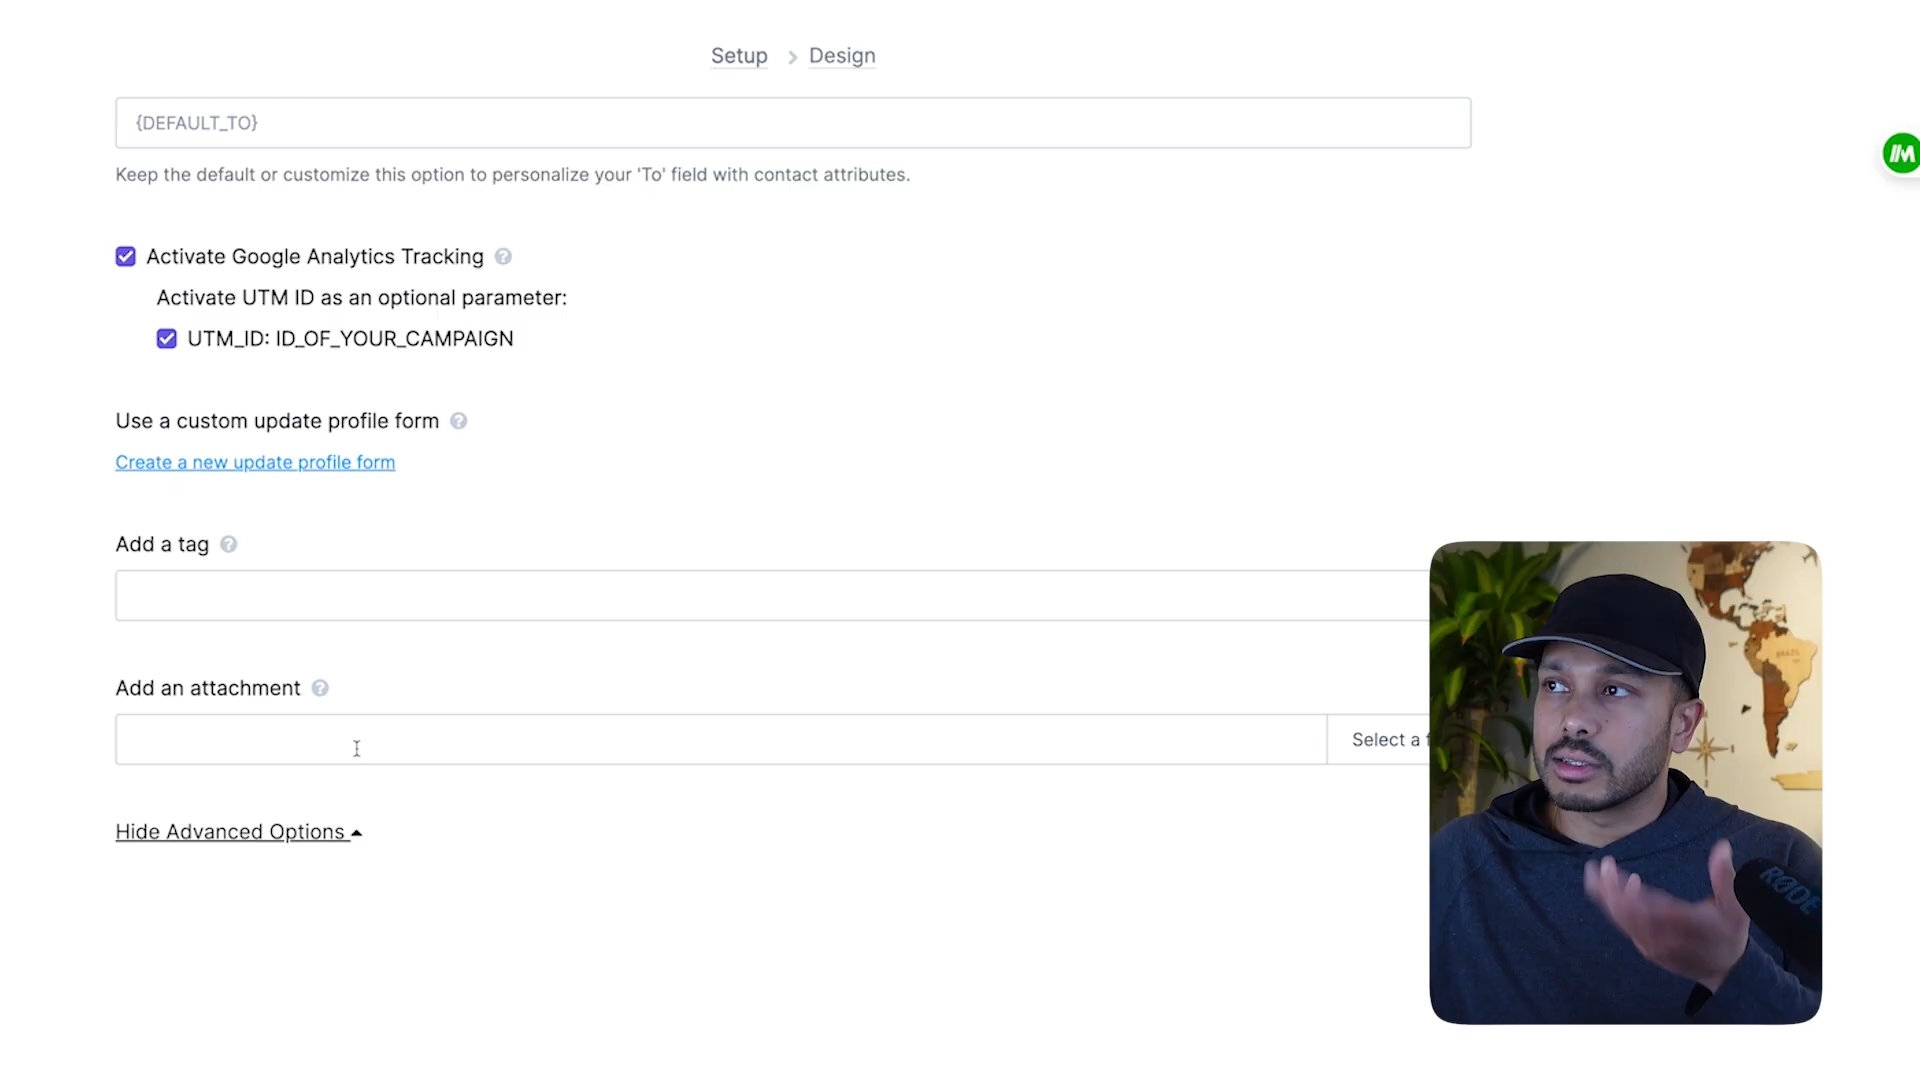 Setup > Design
{DEFAULT_TO}
Keep the default or customize this option to personalize your 'To' field with contact attributes.
Activate Google Analytics Tracking ?
Activate UTM ID as an optional parameter:
UTM_ID: ID_OF_YOUR_CAMPAIGN
Use a custom update profile form ?
Create a new update profile form
Add a tag ?
Add an attachment ?
Select a
Hide Advanced Options
BRAZIL
RØDE